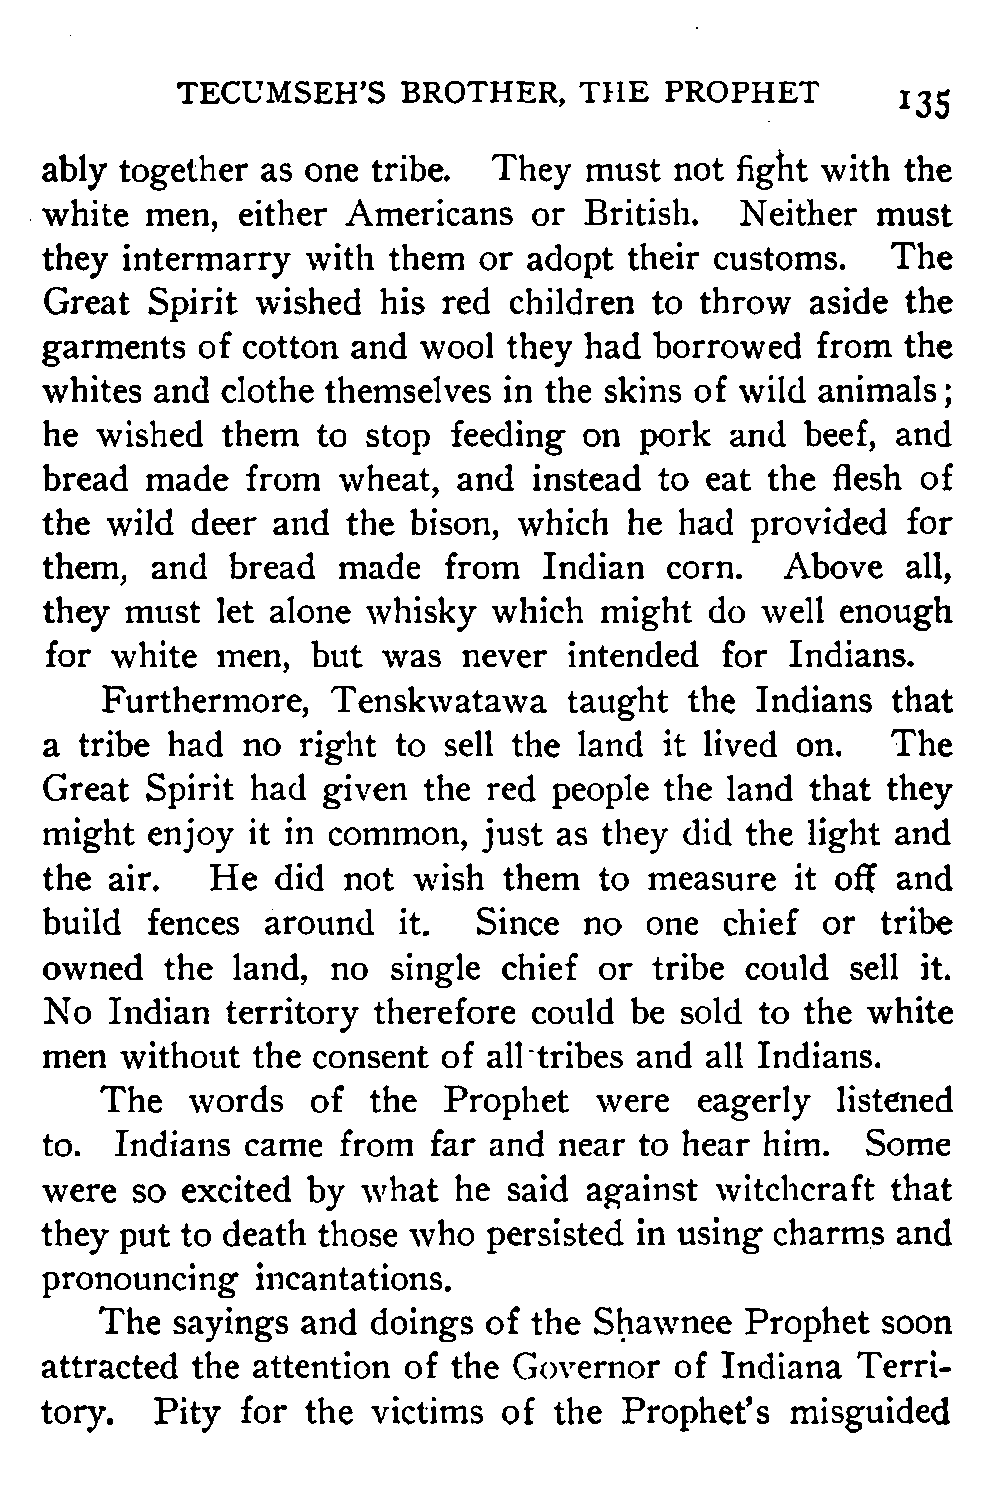 TECUMSEH'S BROTHER, THE PROPHET 135
ably together as one tribe. They must not fight with the
white men, either Americans or British. Neither must
they intermarry with them or adopt their customs. The
Great Spirit wished his red children to throw aside the
garments of cotton and wool they had borrowed from the
whites and clothe themselves in the skins of wild animals;
he wished them to stop feeding on pork and beef, and
bread made from wheat, and instead to eat the flesh of
the wild deer and the bison, which he had provided for
them, and bread made from Indian corn. Above all,
they must let alone whisky which might do well enough
for white men, but was never intended for Indians.
Furthermore, Tenskwatawa taught the Indians that
a tribe had no right to sell the land it lived on. The
Great Spirit had given the red people the land that they
might enjoy it in common, just as they did the light and
the air. He did not wish them to measure it off and
build fences around it. Since no one chief or tribe
owned the land, no single chief or tribe could sell it.
No Indian territory therefore could be sold to the white
men without the consent of all tribes and all Indians.
The words of the Prophet were eagerly listened
to. Indians came from far and near to hear him. Some
were so excited by what he said against witchcraft that
they put to death those who persisted in using charms and
pronouncing incantations.
The sayings and doings of the Shawnee Prophet soon
attracted the attention of the Governor of Indiana Terri-
tory. Pity for the victims of the Prophet's misguided